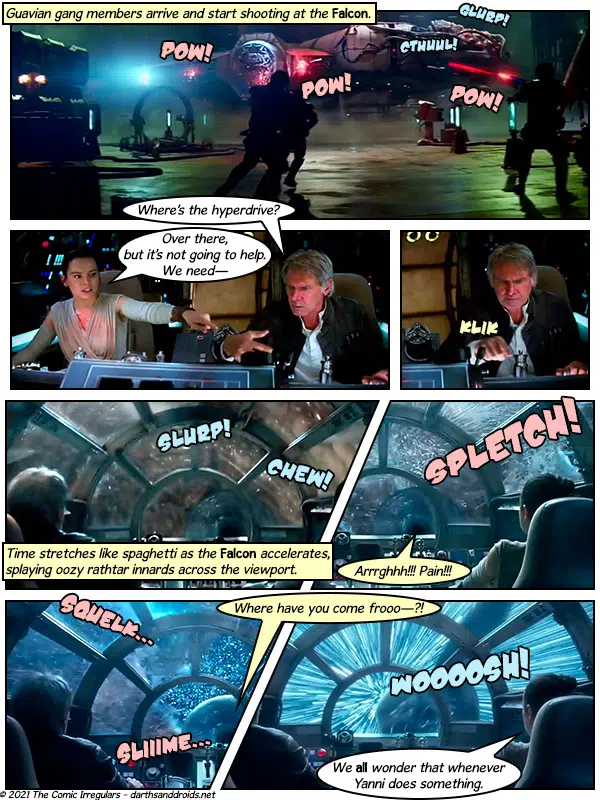 Guavian gang members arrive and start shooting at the Falcon.
GLURP!
POW!
CTHUUL!
POW!
POW!
Where's the hyperdrive?
Over there,
but it's not going to help.
We need—
KLIK
SLURP!
CHEW!
SPLETCH!
Time stretches like spaghetti as the Falcon accelerates,
splaying oozy rathtar innards across the viewport.
Arrrghhh!!! Pain!!!
SQUELK...
Where have you come frooo—?!
WOOOOSH!
SLIIIME...
We all wonder that whenever
Yanni does something.
© 2021 The Comic Irregulars – darthsanddroids.net